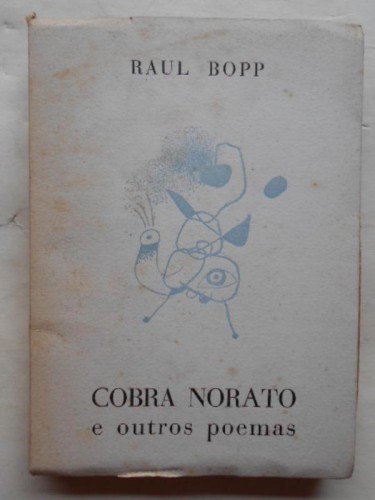 RAUL BOPP
COBRA NORATO
e outros poemas